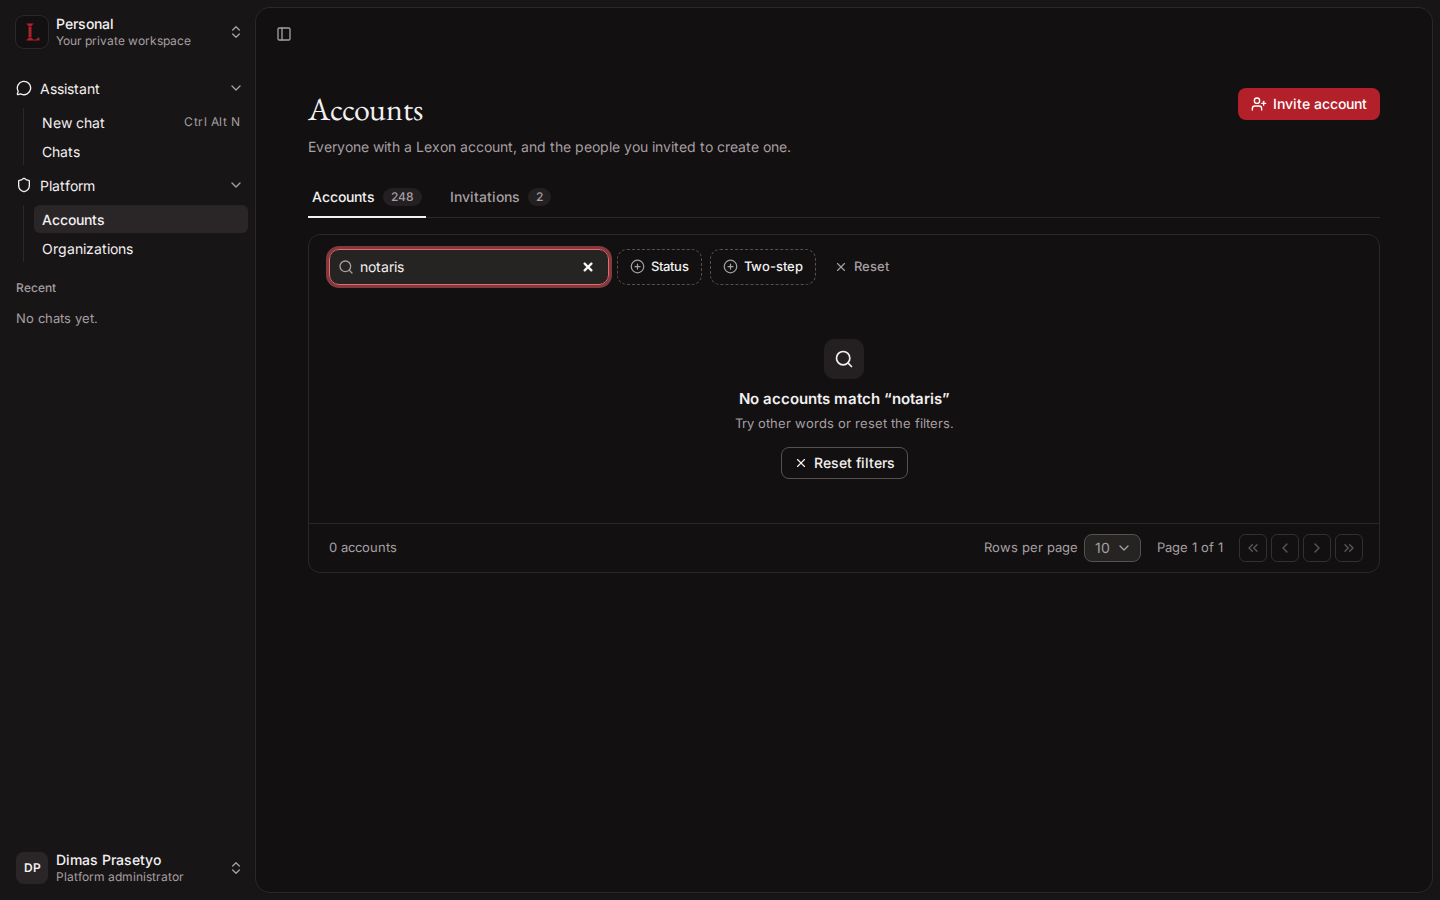 L
Personal
Your private workspace
Assistant
New chat
Ctrl Alt N
Chats
Platform
Accounts
Organizations
Recent
No chats yet.
DP
Dimas Prasetyo
Platform administrator
Accounts
Everyone with a Lexon account, and the people you invited to create one.
Invite account
Accounts 248
Invitations 2
notaris
Status
Two-step
Reset
No accounts match “notaris”
Try other words or reset the filters.
Reset filters
0 accounts
Rows per page 10
Page 1 of 1